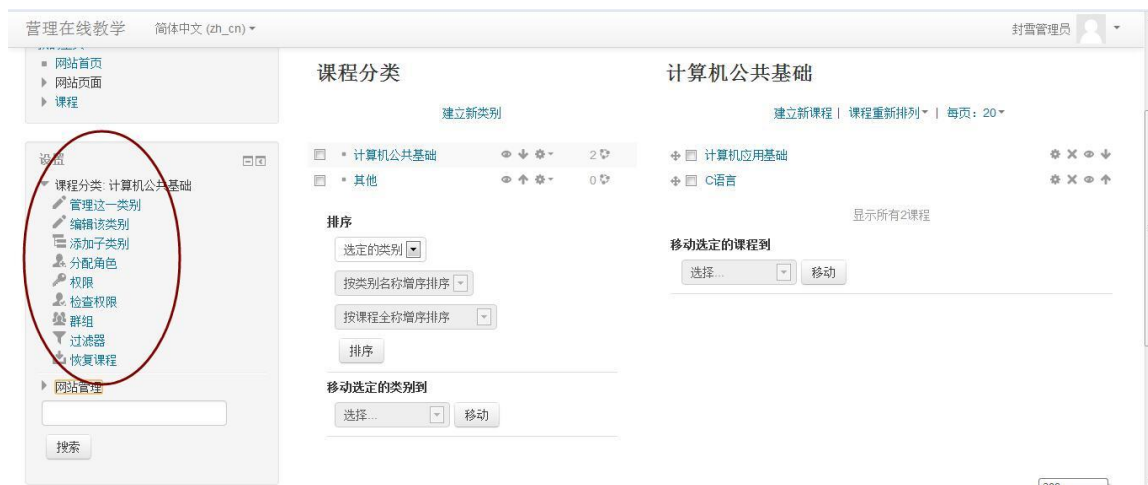 营理在线教学 简体中文 (zh_cn)
封雪管理员
网站首页
网站页面
课程
设置
课程分类: 计算机公共基础
管理这一类别
编辑该类别
添加子类别
分配角色
权限
检查权限
群组
过滤器
恢复课程
网站管理
搜索
课程分类
建立新类别
计算机公共基础 2
其他 0
排序
选定的类别
按类别名称增序排序
按课程全称增序排序
排序
移动选定的类别到
选择... 移动
计算机公共基础
建立新课程 | 课程重新排列 | 每页: 20
计算机应用基础
C语言
显示所有2课程
移动选定的课程到
选择... 移动